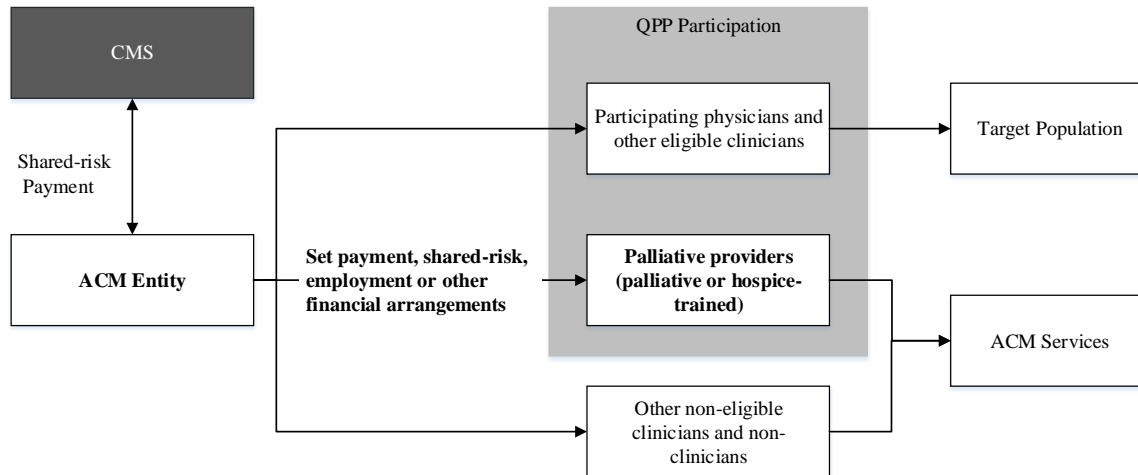 CMS
QPP Participation
Participating physicians and
other eligible clinicians
Target Population
Shared-risk
Payment
ACM Entity
Set payment, shared-risk,
employment or other
financial arrangements
Palliative providers
(palliative or hospice-
trained)
ACM Services
Other non-eligible
clinicians and non-
clinicians